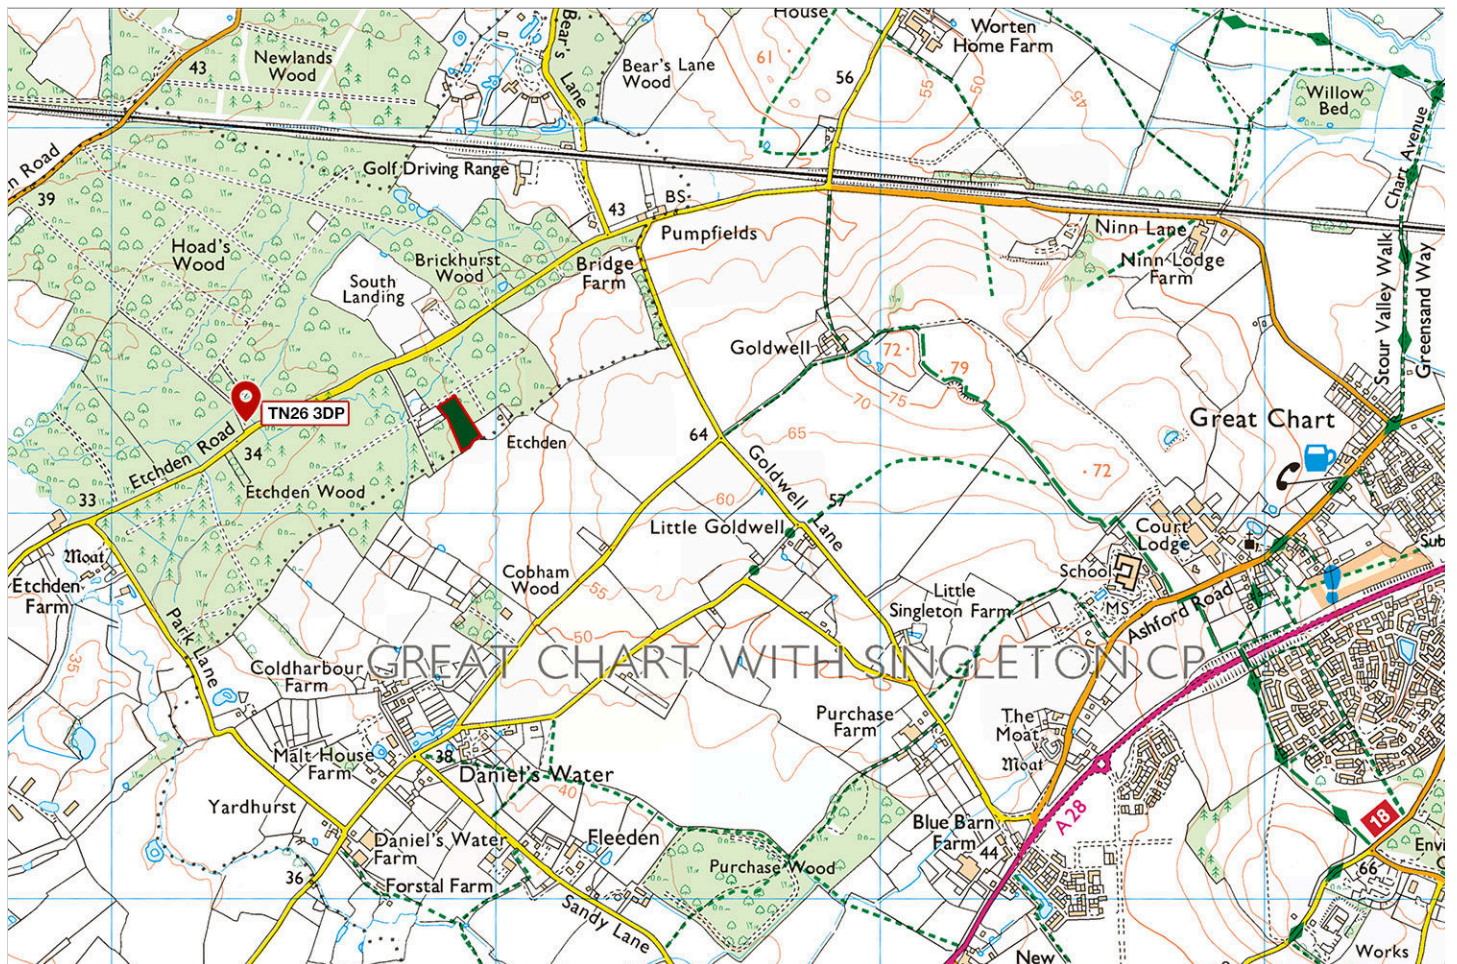 House
Worten
Home Farm
Newlands
Wood
43
Bear's Lane
Bear's Lane
Wood
61
56
55
50
45
Willow
Bed
Chart Avenue
n Road
39
Golf Driving Range
43
BS
Pumpfields
Hoad's
Wood
Brickhurst
Wood
South
Landing
Bridge
Farm
Ninn Lane
Ninn Lodge
Farm
Stour Valley Walk
Greensand Way
Goldwell
72
79
75
70
65
TN26 3DP
Etchden Road
34
Etchden
64
Great Chart
72
Goldwell Lane
33
Etchden Wood
60
57
Little Goldwell
Court
Lodge
Moat
Etchden
Farm
Cobham
Wood
55
School
MS
Sub
Little
Singleton Farm
Ashford Road
50
35
Park Lane
GREAT CHART WITH SINGLETON CP
Coldharbour
Farm
Purchase
Farm
The
Moat
Moat
Malt House
Farm
38
Daniel's Water
40
A 28
18
Yardhurst
Daniel's Water
Farm
Eleeden
Blue Barn
Farm
44
Purchase Wood
66
Envi
C
36
Forstal Farm
Sandy Lane
New
Works